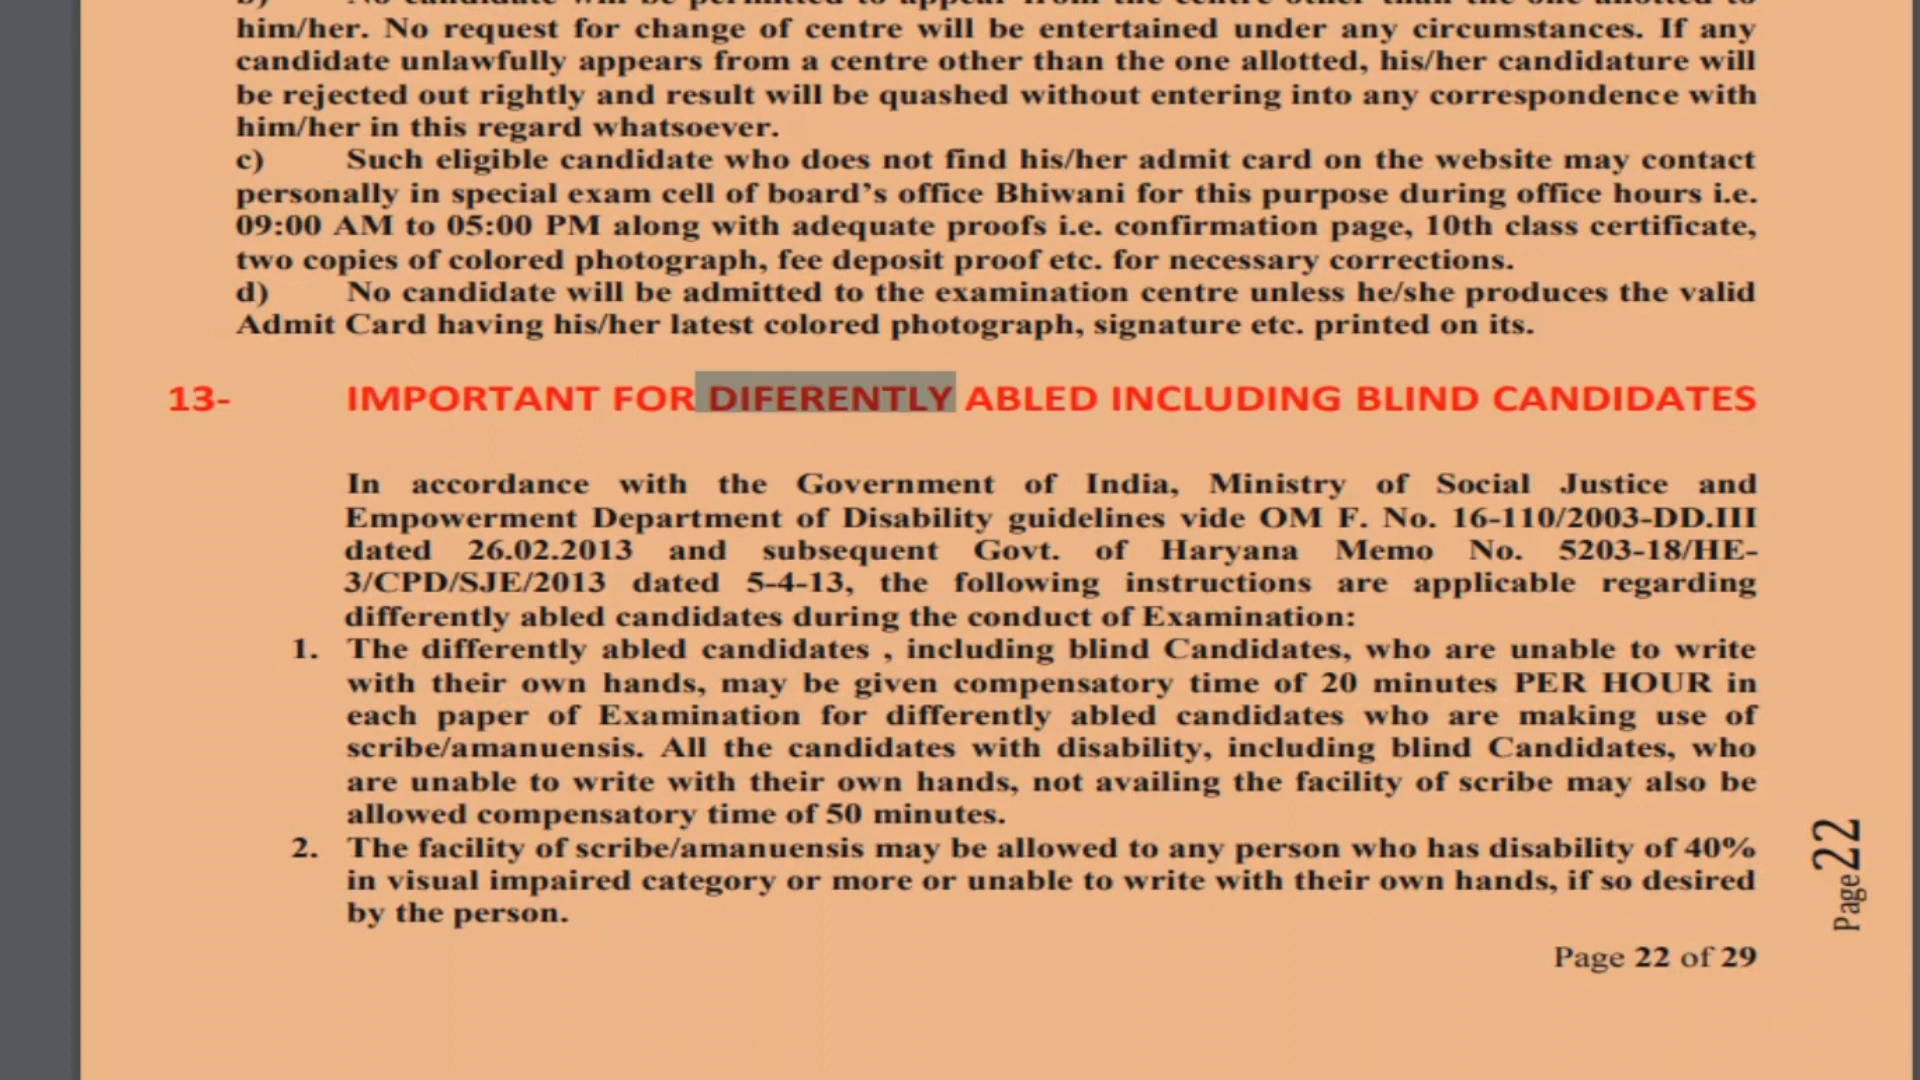 b) No candidate will be permitted to appear from the centre other than the one allotted to
him/her. No request for change of centre will be entertained under any circumstances. If any
candidate unlawfully appears from a centre other than the one allotted, his/her candidature will
be rejected out rightly and result will be quashed without entering into any correspondence with
him/her in this regard whatsoever.
c) Such eligible candidate who does not find his/her admit card on the website may contact
personally in special exam cell of board’s office Bhiwani for this purpose during office hours i.e.
09:00 AM to 05:00 PM along with adequate proofs i.e. confirmation page, 10th class certificate,
two copies of colored photograph, fee deposit proof etc. for necessary corrections.
d) No candidate will be admitted to the examination centre unless he/she produces the valid
Admit Card having his/her latest colored photograph, signature etc. printed on its.
13- IMPORTANT FOR DIFERENTLY ABLED INCLUDING BLIND CANDIDATES
In accordance with the Government of India, Ministry of Social Justice and
Empowerment Department of Disability guidelines vide OM F. No. 16-110/2003-DD.III
dated 26.02.2013 and subsequent Govt. of Haryana Memo No. 5203-18/HE-
3/CPD/SJE/2013 dated 5-4-13, the following instructions are applicable regarding
differently abled candidates during the conduct of Examination:
1. The differently abled candidates , including blind Candidates, who are unable to write
with their own hands, may be given compensatory time of 20 minutes PER HOUR in
each paper of Examination for differently abled candidates who are making use of
scribe/amanuensis. All the candidates with disability, including blind Candidates, who
are unable to write with their own hands, not availing the facility of scribe may also be
allowed compensatory time of 50 minutes.
2. The facility of scribe/amanuensis may be allowed to any person who has disability of 40%
in visual impaired category or more or unable to write with their own hands, if so desired
by the person.
Page 22
Page 22 of 29